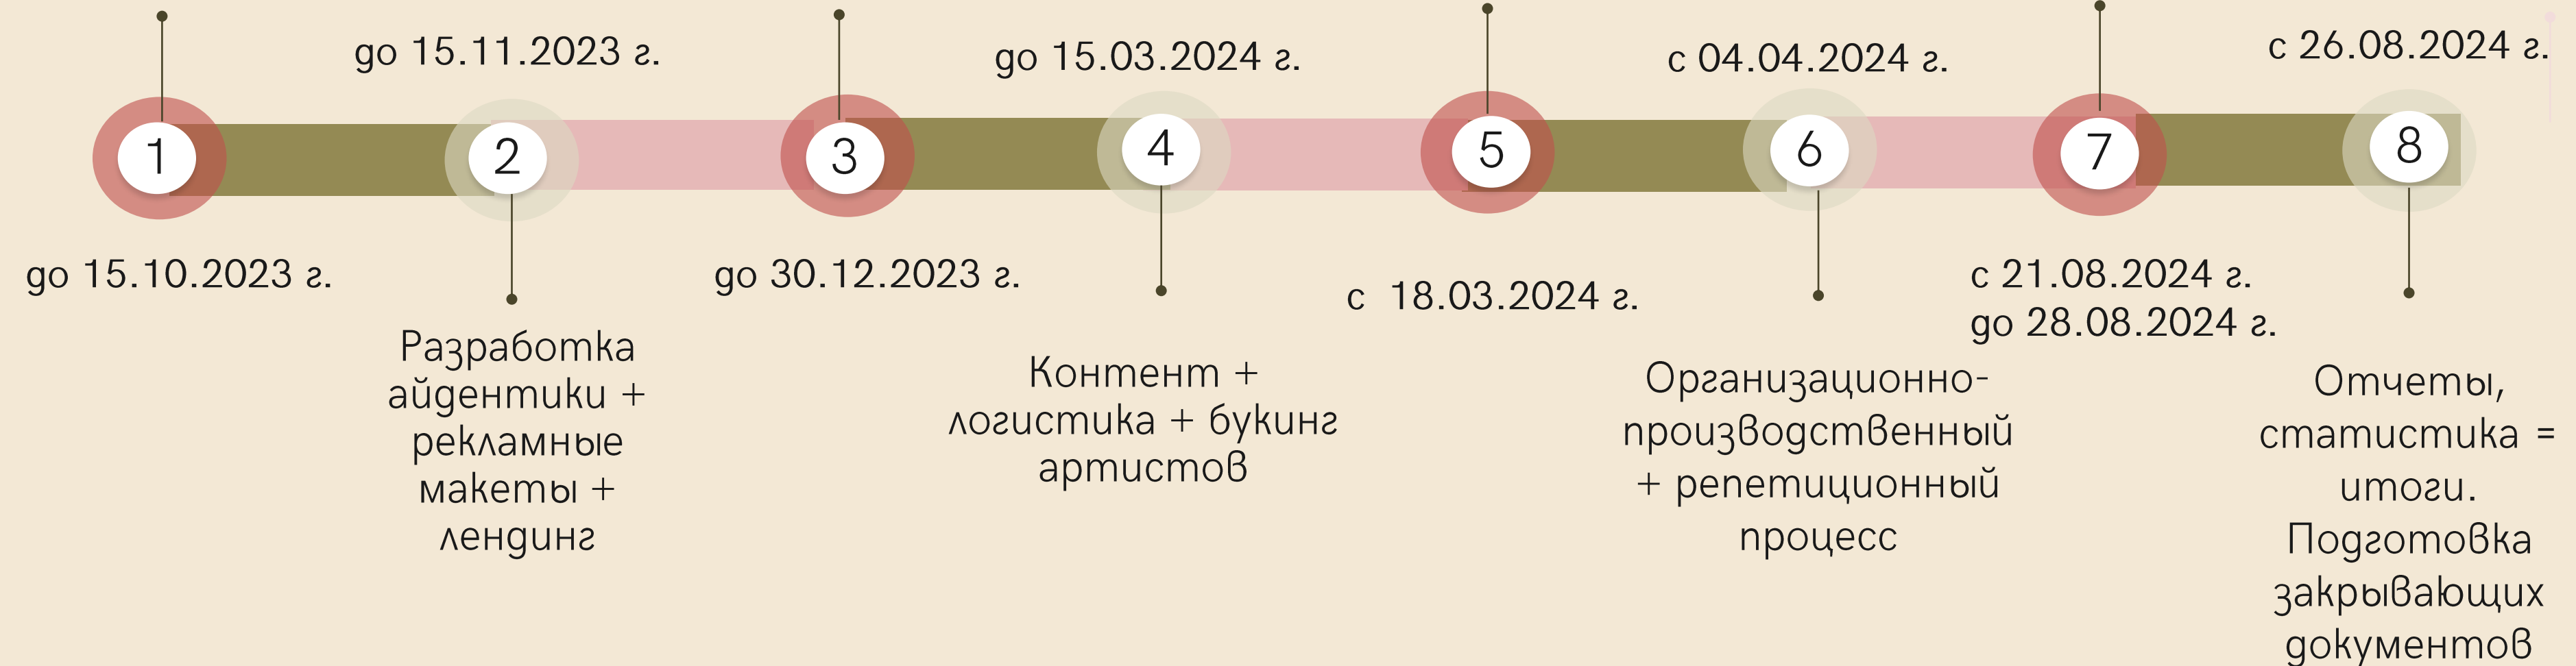 до 15.11.2023 г.
до 15.03.2024 г.
с 04.04.2024 г.
с 26.08.2024 г.
1
2
3
4
5
6
7
8
до 15.10.2023 г.
до 30.12.2023 г.
с 18.03.2024 г.
с 21.08.2024 г.
до 28.08.2024 г.
Разработка
айдентики +
рекламные
макеты +
лендинг
Контент +
логистика + букинг
артистов
Организационно-
производственный
+ репетиционный
процесс
Отчеты,
статистика =
итоги.
Подготовка
закрывающих
документов